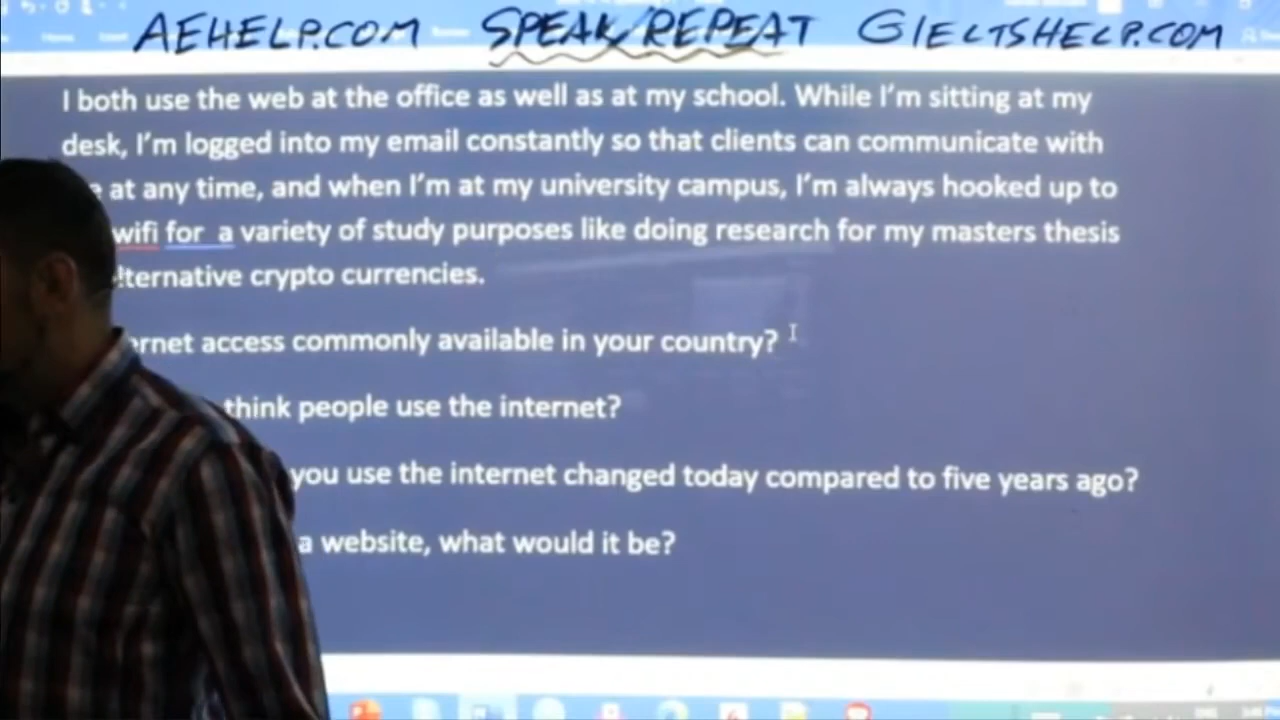 AEHELP.COM SPEAK/REPEAT GIELTSHELP.COM
I both use the web at the office as well as at my school. While I'm sitting at my
desk, I'm logged into my email constantly so that clients can communicate with
at any time, and when I'm at my university campus, I'm always hooked up to
wifi for a variety of study purposes like doing research for my masters thesis
crypto currencies.
access commonly available in your country?
think people use the internet?
you use the internet changed today compared to five years ago?
a website, what would it be?